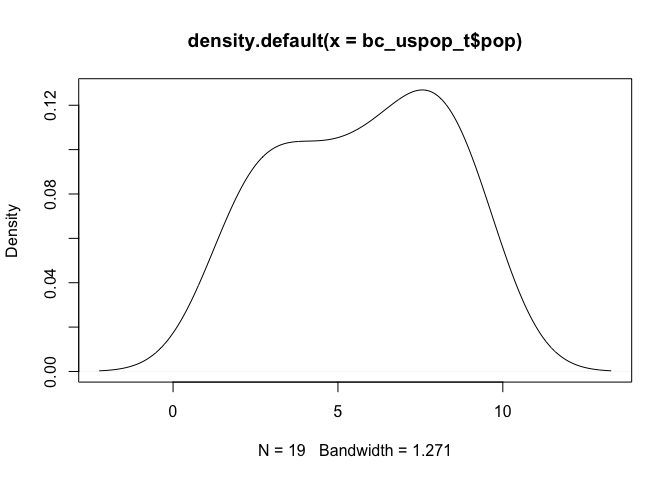 density.default(x = bc_uspop_t$pop)
Density
0.12
0.08
0.04
0.00
0 5 10
N = 19 Bandwidth = 1.271